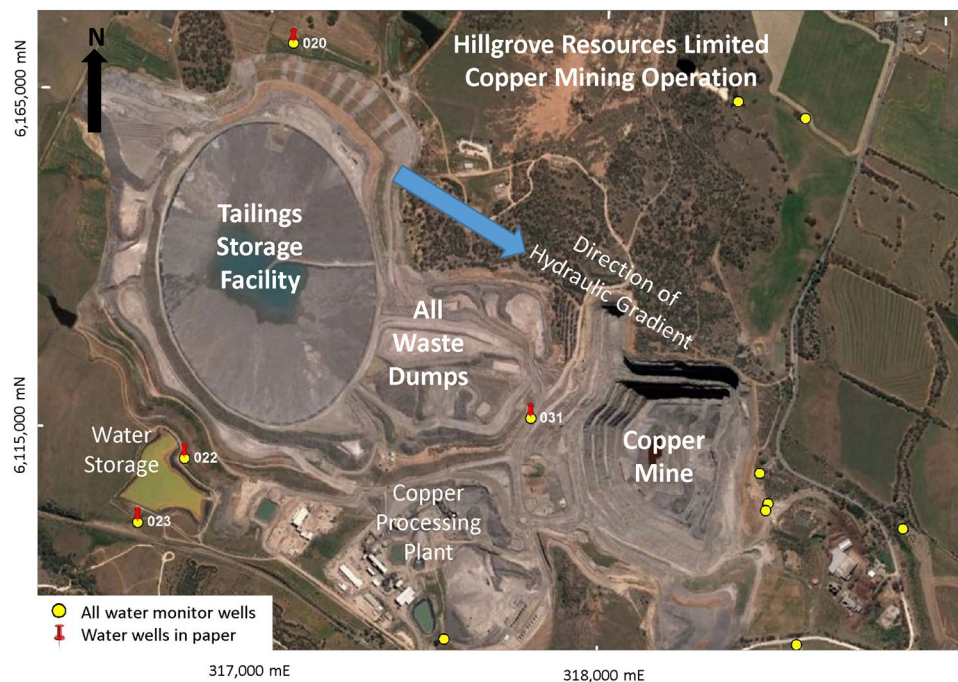 N
020
Hillgrove Resources Limited
Copper Mining Operation
6,165,000 mN
Tailings
Storage
Facility
Direction of
Hydraulic Gradient
All
Waste
Dumps
031
6,115,000 mN
Water
Storage
022
Copper
Mine
Copper
Processing
Plant
023
All water monitor wells
Water wells in paper
317,000 mE
318,000 mE